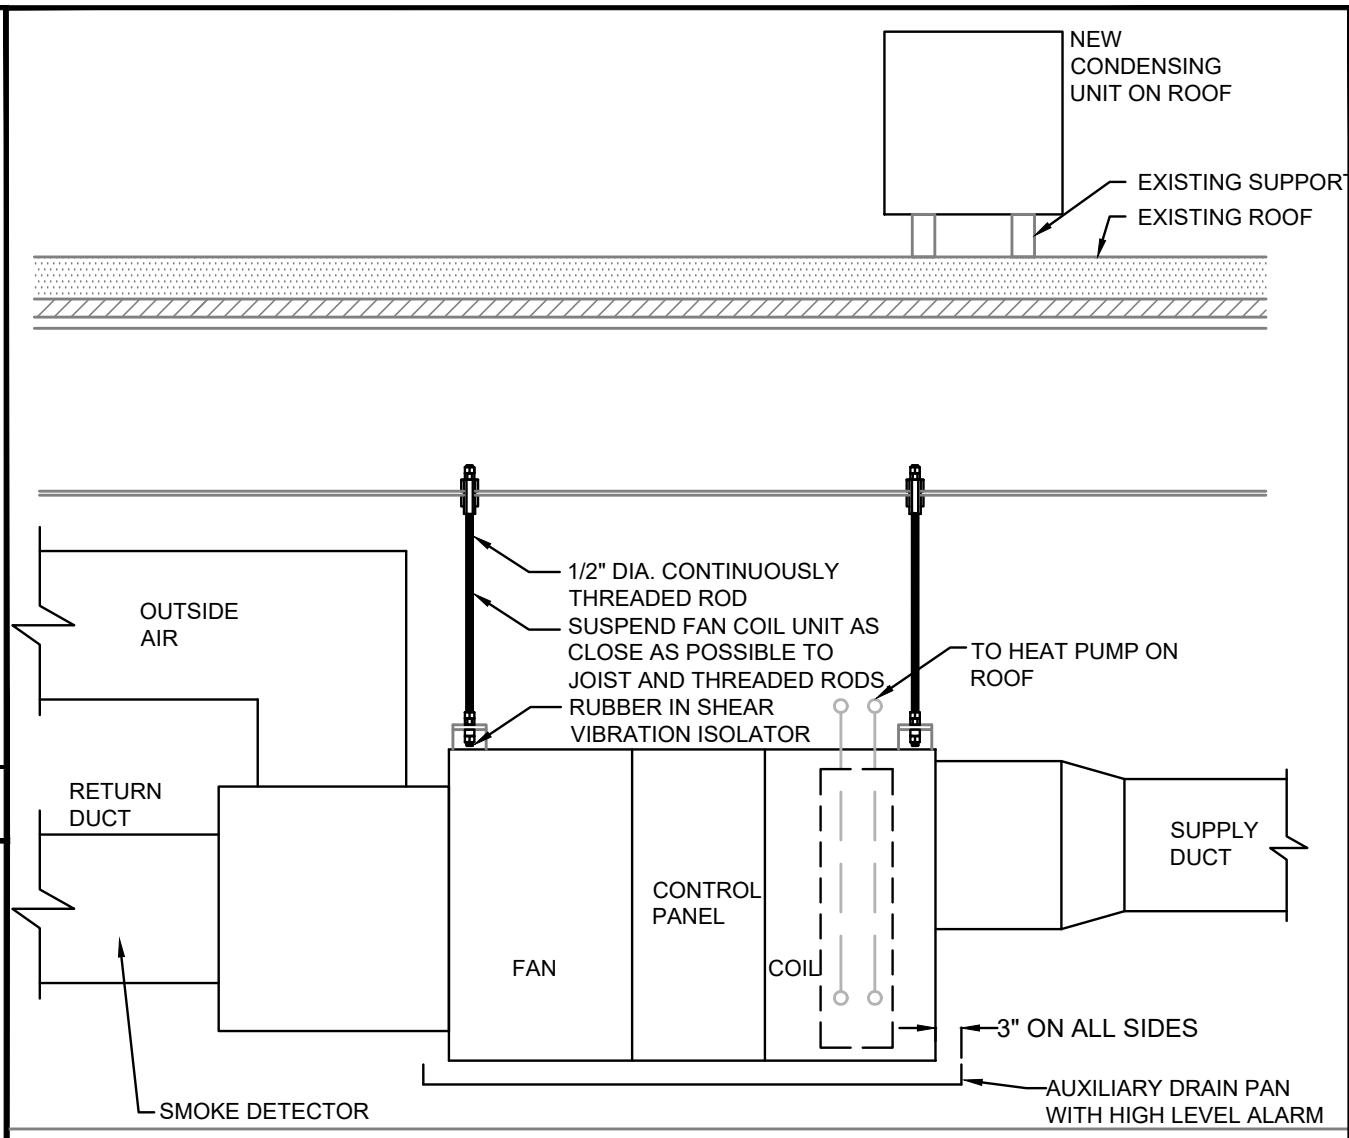 NEW
CONDENSING
UNIT ON ROOF
EXISTING SUPPORT
EXISTING ROOF
1/2" DIA. CONTINUOUSLY
THREADED ROD
SUSPEND FAN COIL UNIT AS
CLOSE AS POSSIBLE TO
JOIST AND THREADED RODS
RUBBER IN SHEAR
VIBRATION ISOLATOR
OUTSIDE
AIR
TO HEAT PUMP ON
ROOF
RETURN
DUCT
SUPPLY
DUCT
CONTROL
PANEL
FAN
COIL
3" ON ALL SIDES
AUXILIARY DRAIN PAN
WITH HIGH LEVEL ALARM
SMOKE DETECTOR